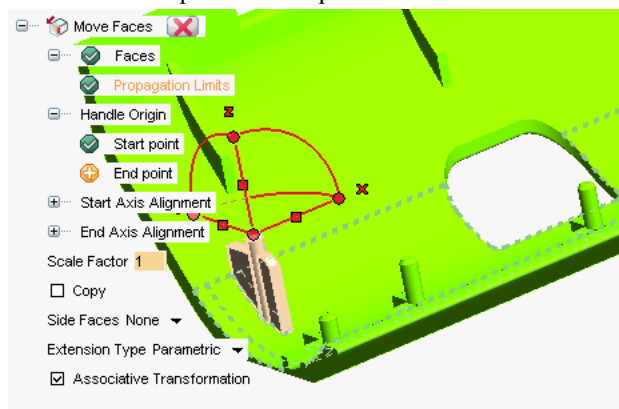 Move Faces
Faces
Propagation Limits
Handle Origin
Start point
z
End point
x
Start Axis Alignment
End Axis Alignment
Scale Factor 1
Copy
Side Faces None
Extension Type Parametric
Associative Transformation